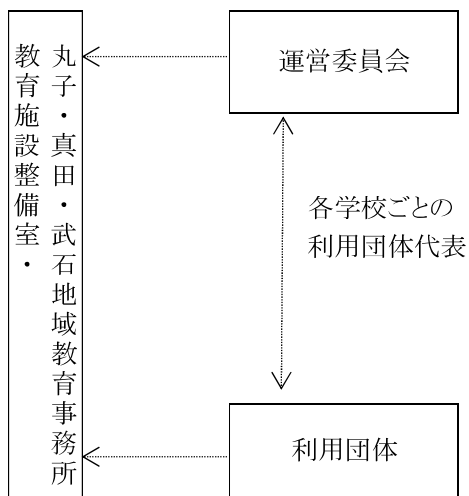 教育施設整備室・
丸子・真田・武石地域教育事務所
運営委員会
各学校ごとの
利用団体代表
利用団体